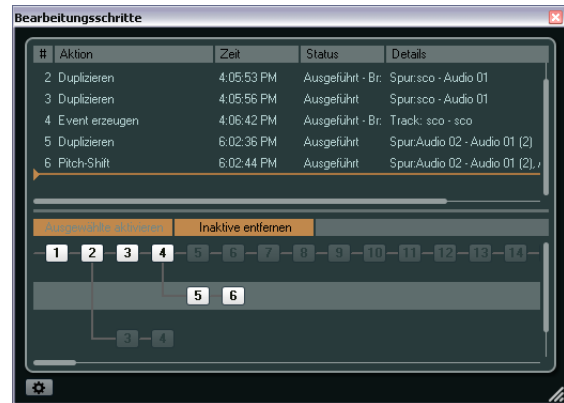 Bearbeitungsschritte
# Aktion Zeit Status Details
2 Duplizieren 4:05:53 PM Ausgeführt - Br: Spur:sco - Audio 01
3 Duplizieren 4:05:56 PM Ausgeführt Spur:sco - Audio 01
4 Event erzeugen 4:06:42 PM Ausgeführt - Br: Track: sco - sco
5 Duplizieren 6:02:36 PM Ausgeführt Spur:Audio 02 - Audio 01 (2)
6 Pitch-Shift 6:02:44 PM Ausgeführt Spur:Audio 02 - Audio 01 (2),
Ausgewählte aktivieren Inaktive entfernen
1 2 3 4 5 6 7 8 9 10 11 12 13 14
5 6
3 4